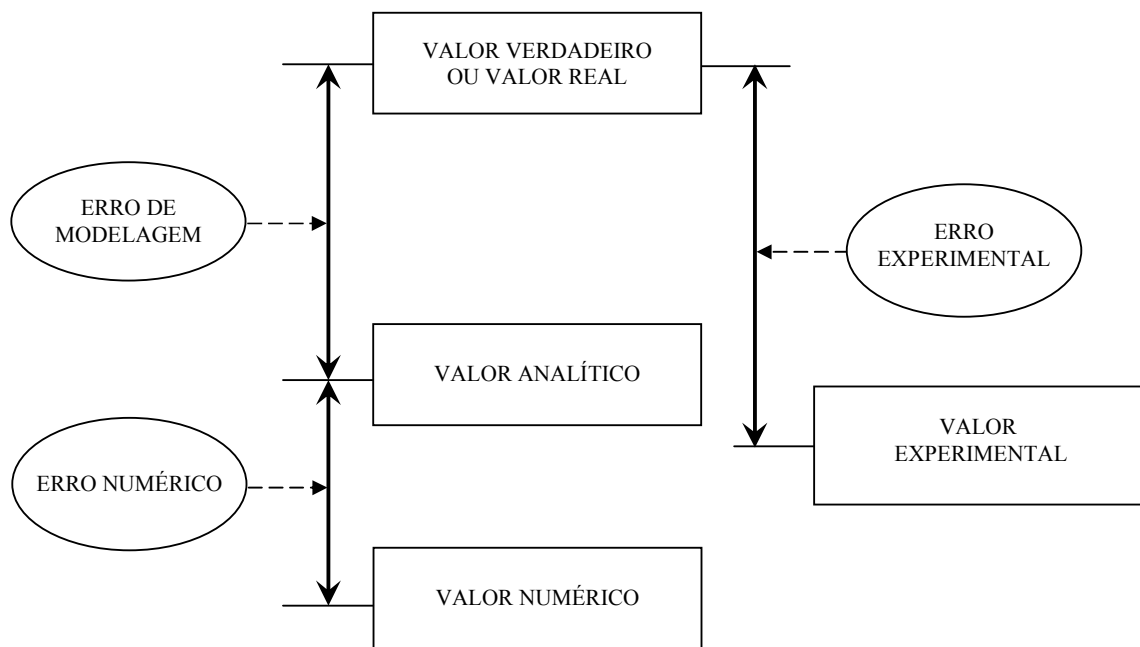 VALOR VERDADEIRO
OU VALOR REAL
ERRO DE
MODELAGEM
ERRO
EXPERIMENTAL
VALOR ANALÍTICO
VALOR
EXPERIMENTAL
ERRO NUMÉRICO
VALOR NUMÉRICO